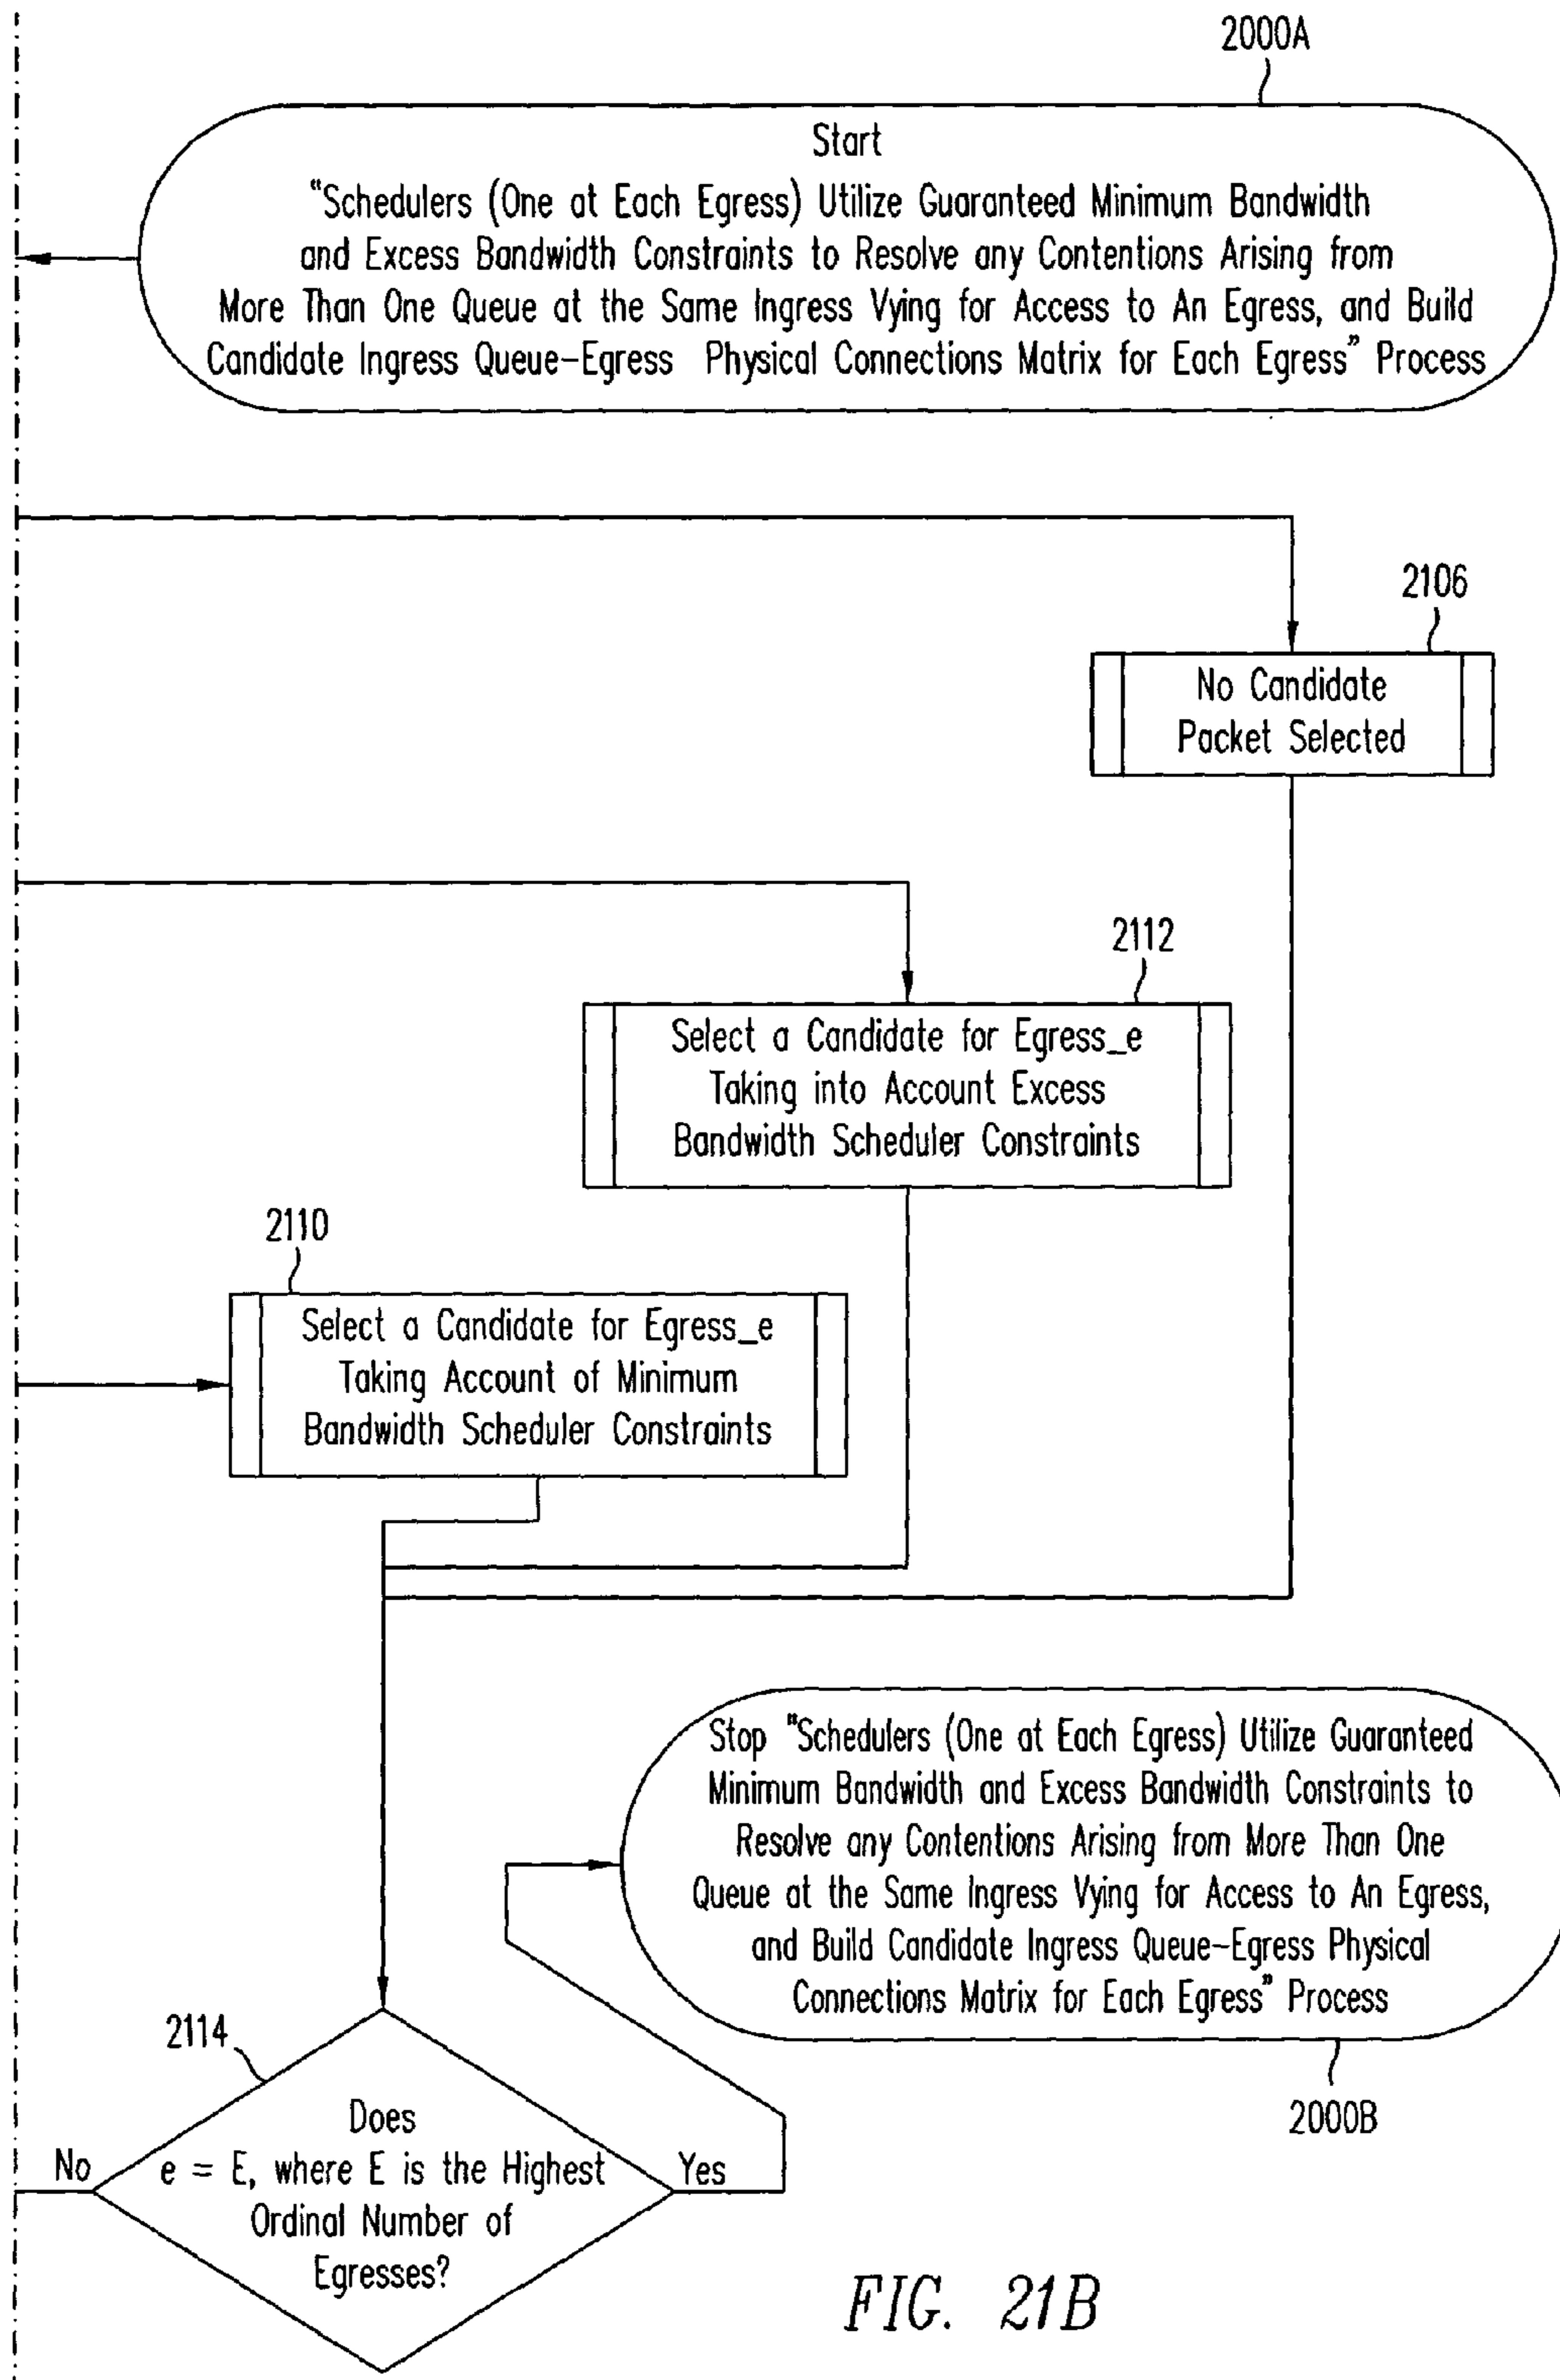 2000A
Start
"Schedulers (One at Each Egress) Utilize Guaranteed Minimum Bandwidth
and Excess Bandwidth Constraints to Resolve any Contentions Arising from
More Than One Queue at the Same Ingress Vying for Access to An Egress, and Build
Candidate Ingress Queue-Egress Physical Connections Matrix for Each Egress" Process
2106
No Candidate
Packet Selected
2112
Select a Candidate for Egress_e
Taking into Account Excess
Bandwidth Scheduler Constraints
2110
Select a Candidate for Egress_e
Taking Account of Minimum
Bandwidth Scheduler Constraints
Stop "Schedulers (One at Each Egress) Utilize Guaranteed
Minimum Bandwidth and Excess Bandwidth Constraints to
Resolve any Contentions Arising from More Than One
Queue at the Same Ingress Vying for Access to An Egress,
and Build Candidate Ingress Queue-Egress Physical
Connections Matrix for Each Egress" Process
2000B
2114
Does
e = E, where E is the Highest
Ordinal Number of
Egresses?
No
Yes
FIG. 21B